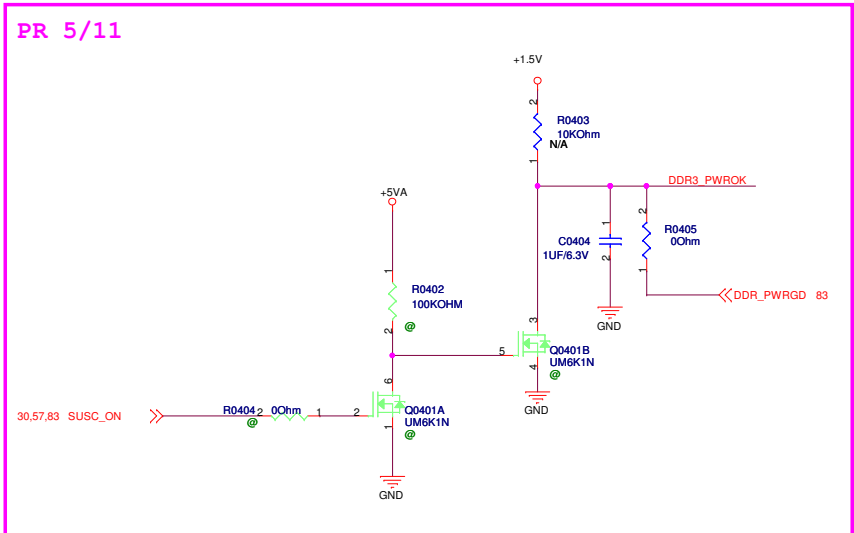 PR 5/11
+1.5V
2
R0403
10KOhm
N/A
1
DDR3_PWROK
+5VA
1
2
C0404
1UF/6.3V
2
R0405
0Ohm
1
1
R0402
100KOHM
2
@
DDR_PWRGD 83
GND
3
5
Q0401B
UM6K1N
4
@
6
GND
30,57,83 SUSC_ON
R0404 2 0Ohm 1
@
2
Q0401A
UM6K1N
1
@
GND